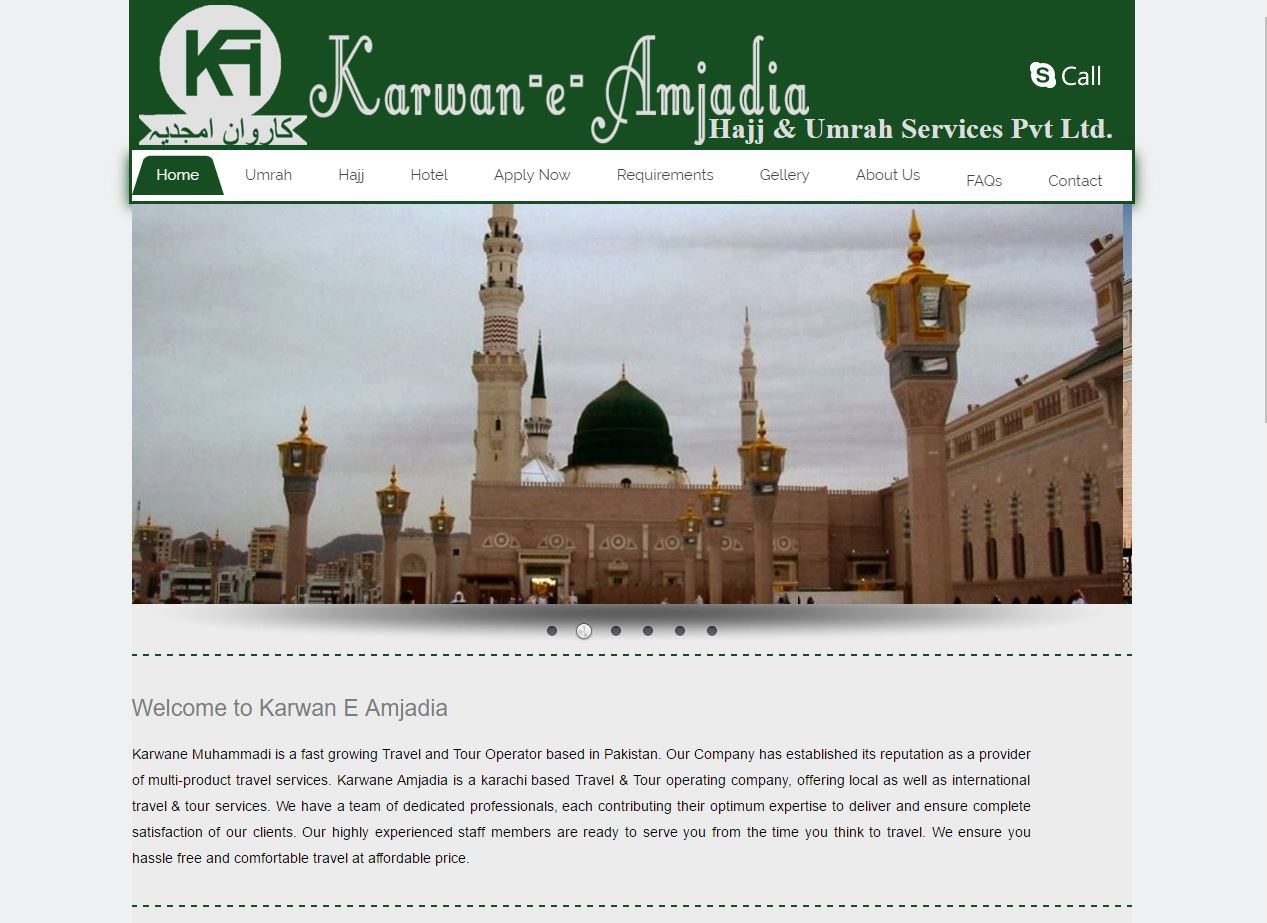 KA
کاروان امجدیہ
Karwan-e-Amjadia
Hajj & Umrah Services Pvt Ltd.
S Call
Home Umrah Hajj Hotel Apply Now Requirements Gellery About Us FAQs Contact
Welcome to Karwan E Amjadia
Karwane Muhammadi is a fast growing Travel and Tour Operator based in Pakistan. Our Company has established its reputation as a provider
of multi-product travel services. Karwane Amjadia is a karachi based Travel & Tour operating company, offering local as well as international
travel & tour services. We have a team of dedicated professionals, each contributing their optimum expertise to deliver and ensure complete
satisfaction of our clients. Our highly experienced staff members are ready to serve you from the time you think to travel. We ensure you
hassle free and comfortable travel at affordable price.